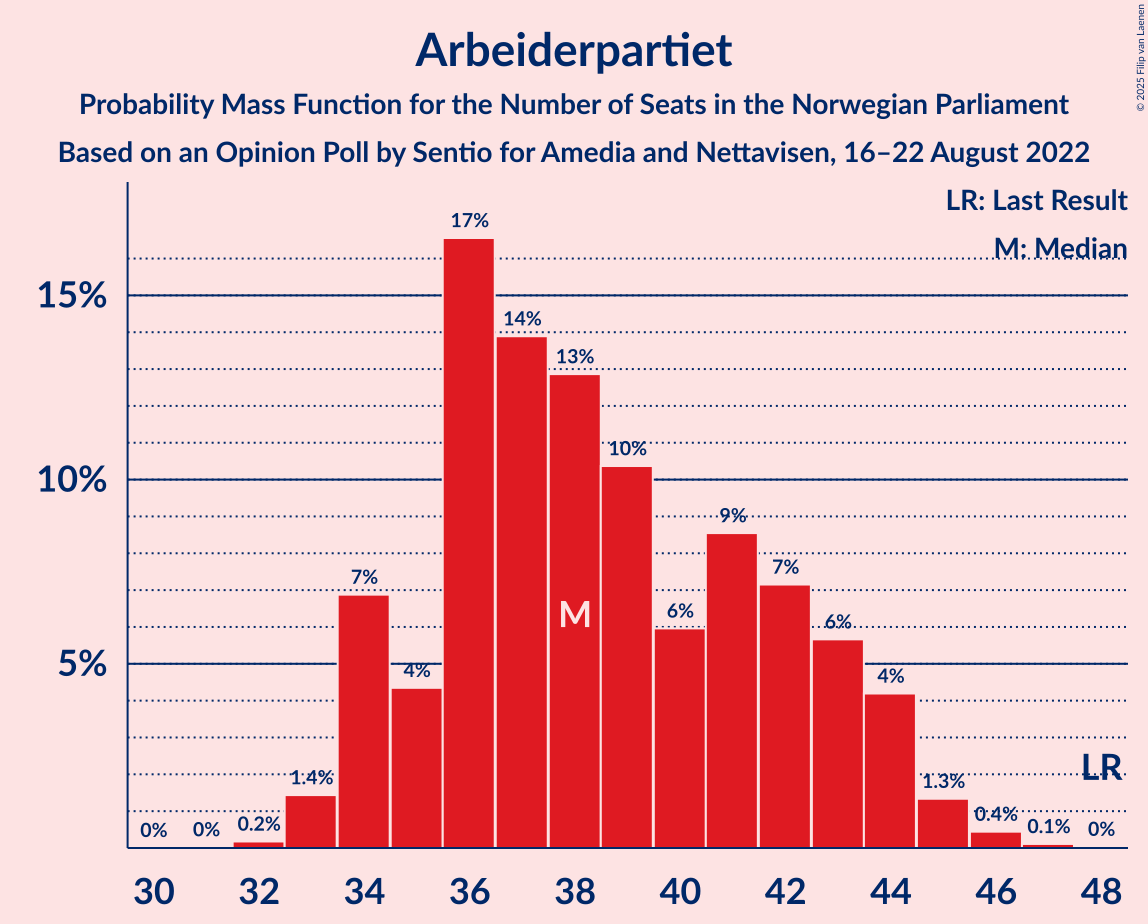 Arbeiderpartiet
Probability Mass Function for the Number of Seats in the Norwegian Parliament
Based on an Opinion Poll by Sentio for Amedia and Nettavisen, 16–22 August 2022
© 2025 Filip van Laenen
LR: Last Result
M: Median
15%
10%
5%
0%
0%
0.2%
1.4%
7%
4%
17%
14%
13%
10%
6%
9%
7%
6%
4%
1.3%
0.4%
0.1%
0%
M
LR
30 32 34 36 38 40 42 44 46 48